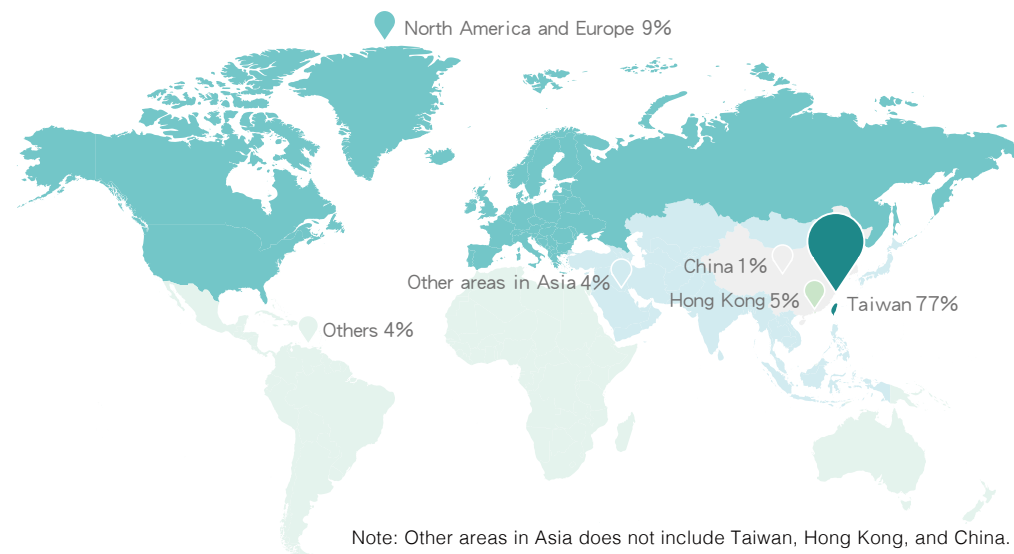 North America and Europe 9%
China 1%
Other areas in Asia 4%
Hong Kong 5%
Taiwan 77%
Others 4%
Note: Other areas in Asia does not include Taiwan, Hong Kong, and China.